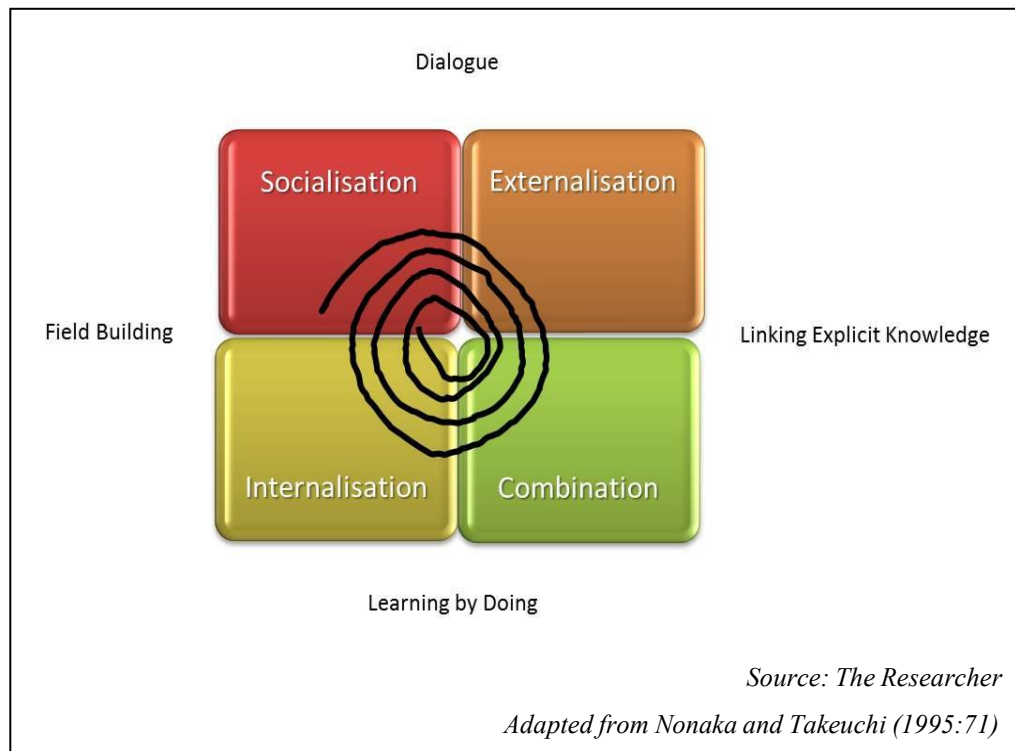 Dialogue
Socialisation
Externalisation
Field Building
Linking Explicit Knowledge
Internalisation
Combination
Learning by Doing
Source: The Researcher
Adapted from Nonaka and Takeuchi (1995:71)